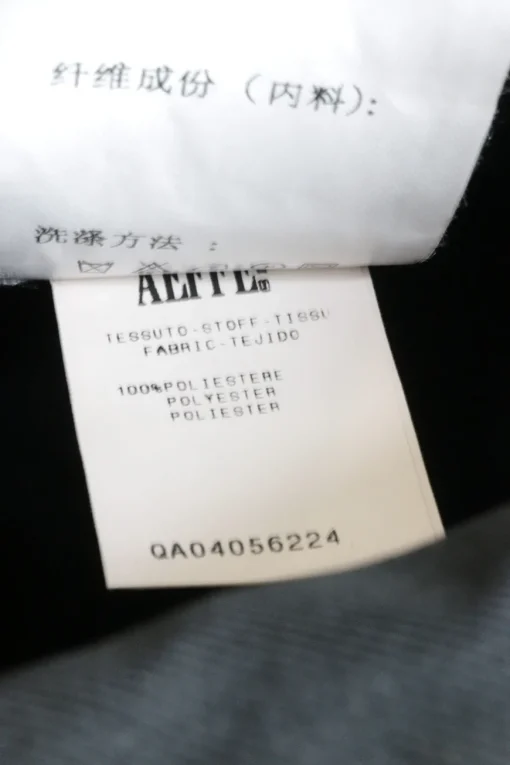 纤维成份（内料）：
洗涤方法：
AEFFE
TESSUTO-STOFF-TISSU
FABRIC-TEJIDO
100%POLIESTERE
POLYESTER
POLIESTER
QA04056224